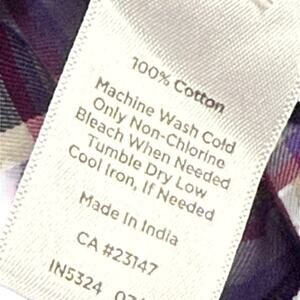 100% Cotton
Machine Wash Cold
Only Non-Chlorine
Bleach When Needed
Tumble Dry Low
Cool Iron, If Needed
Made In India
CA #23147
IN5324